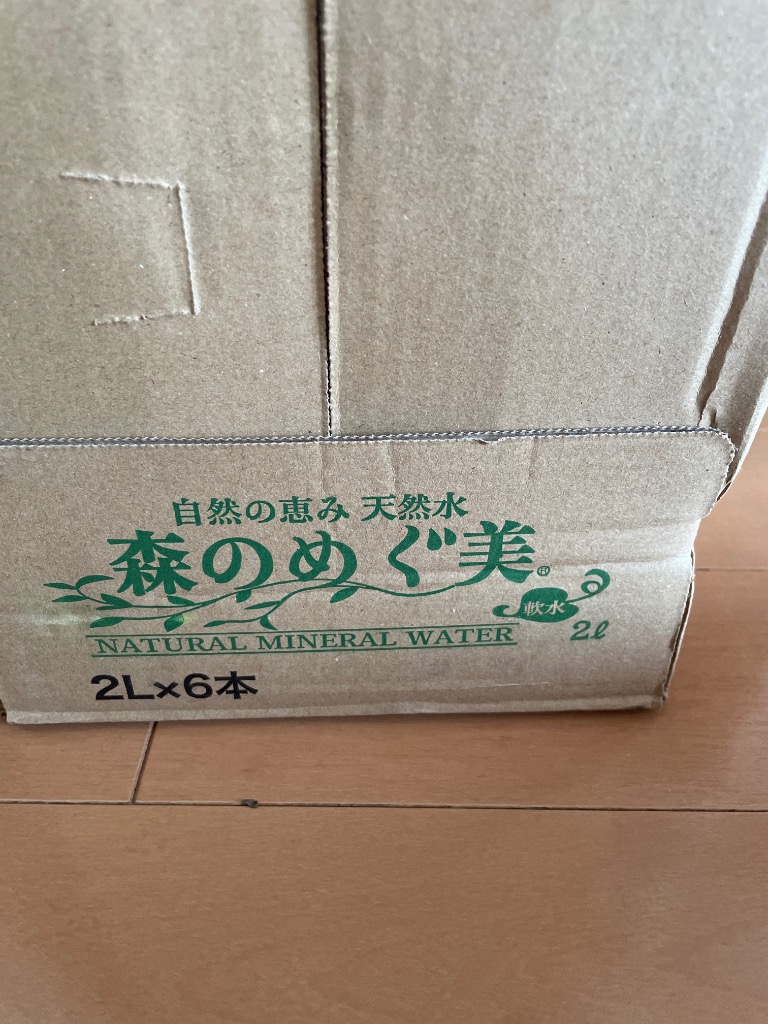 自然の恵み 天然水
森のめぐ美®
軟水
2ℓ
NATURAL MINERAL WATER
2L×6本